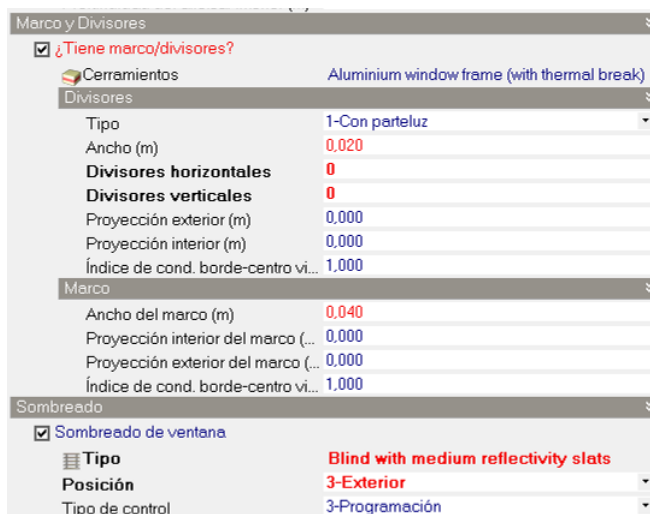 Marco y Divisores
¿Tiene marco/divisores?
Cerramientos Aluminium window frame (with thermal break)
Divisores
Tipo 1-Con parteluz
Ancho (m) 0,020
Divisores horizontales 0
Divisores verticales 0
Proyección exterior (m) 0,000
Proyección interior (m) 0,000
Índice de cond. borde-centro vi... 1,000
Marco
Ancho del marco (m) 0,040
Proyección interior del marco (... 0,000
Proyección exterior del marco (... 0,000
Índice de cond. borde-centro vi... 1,000
Sombreado
Sombreado de ventana
Tipo Blind with medium reflectivity slats
Posición 3-Exterior
Tipo de control 3-Programación